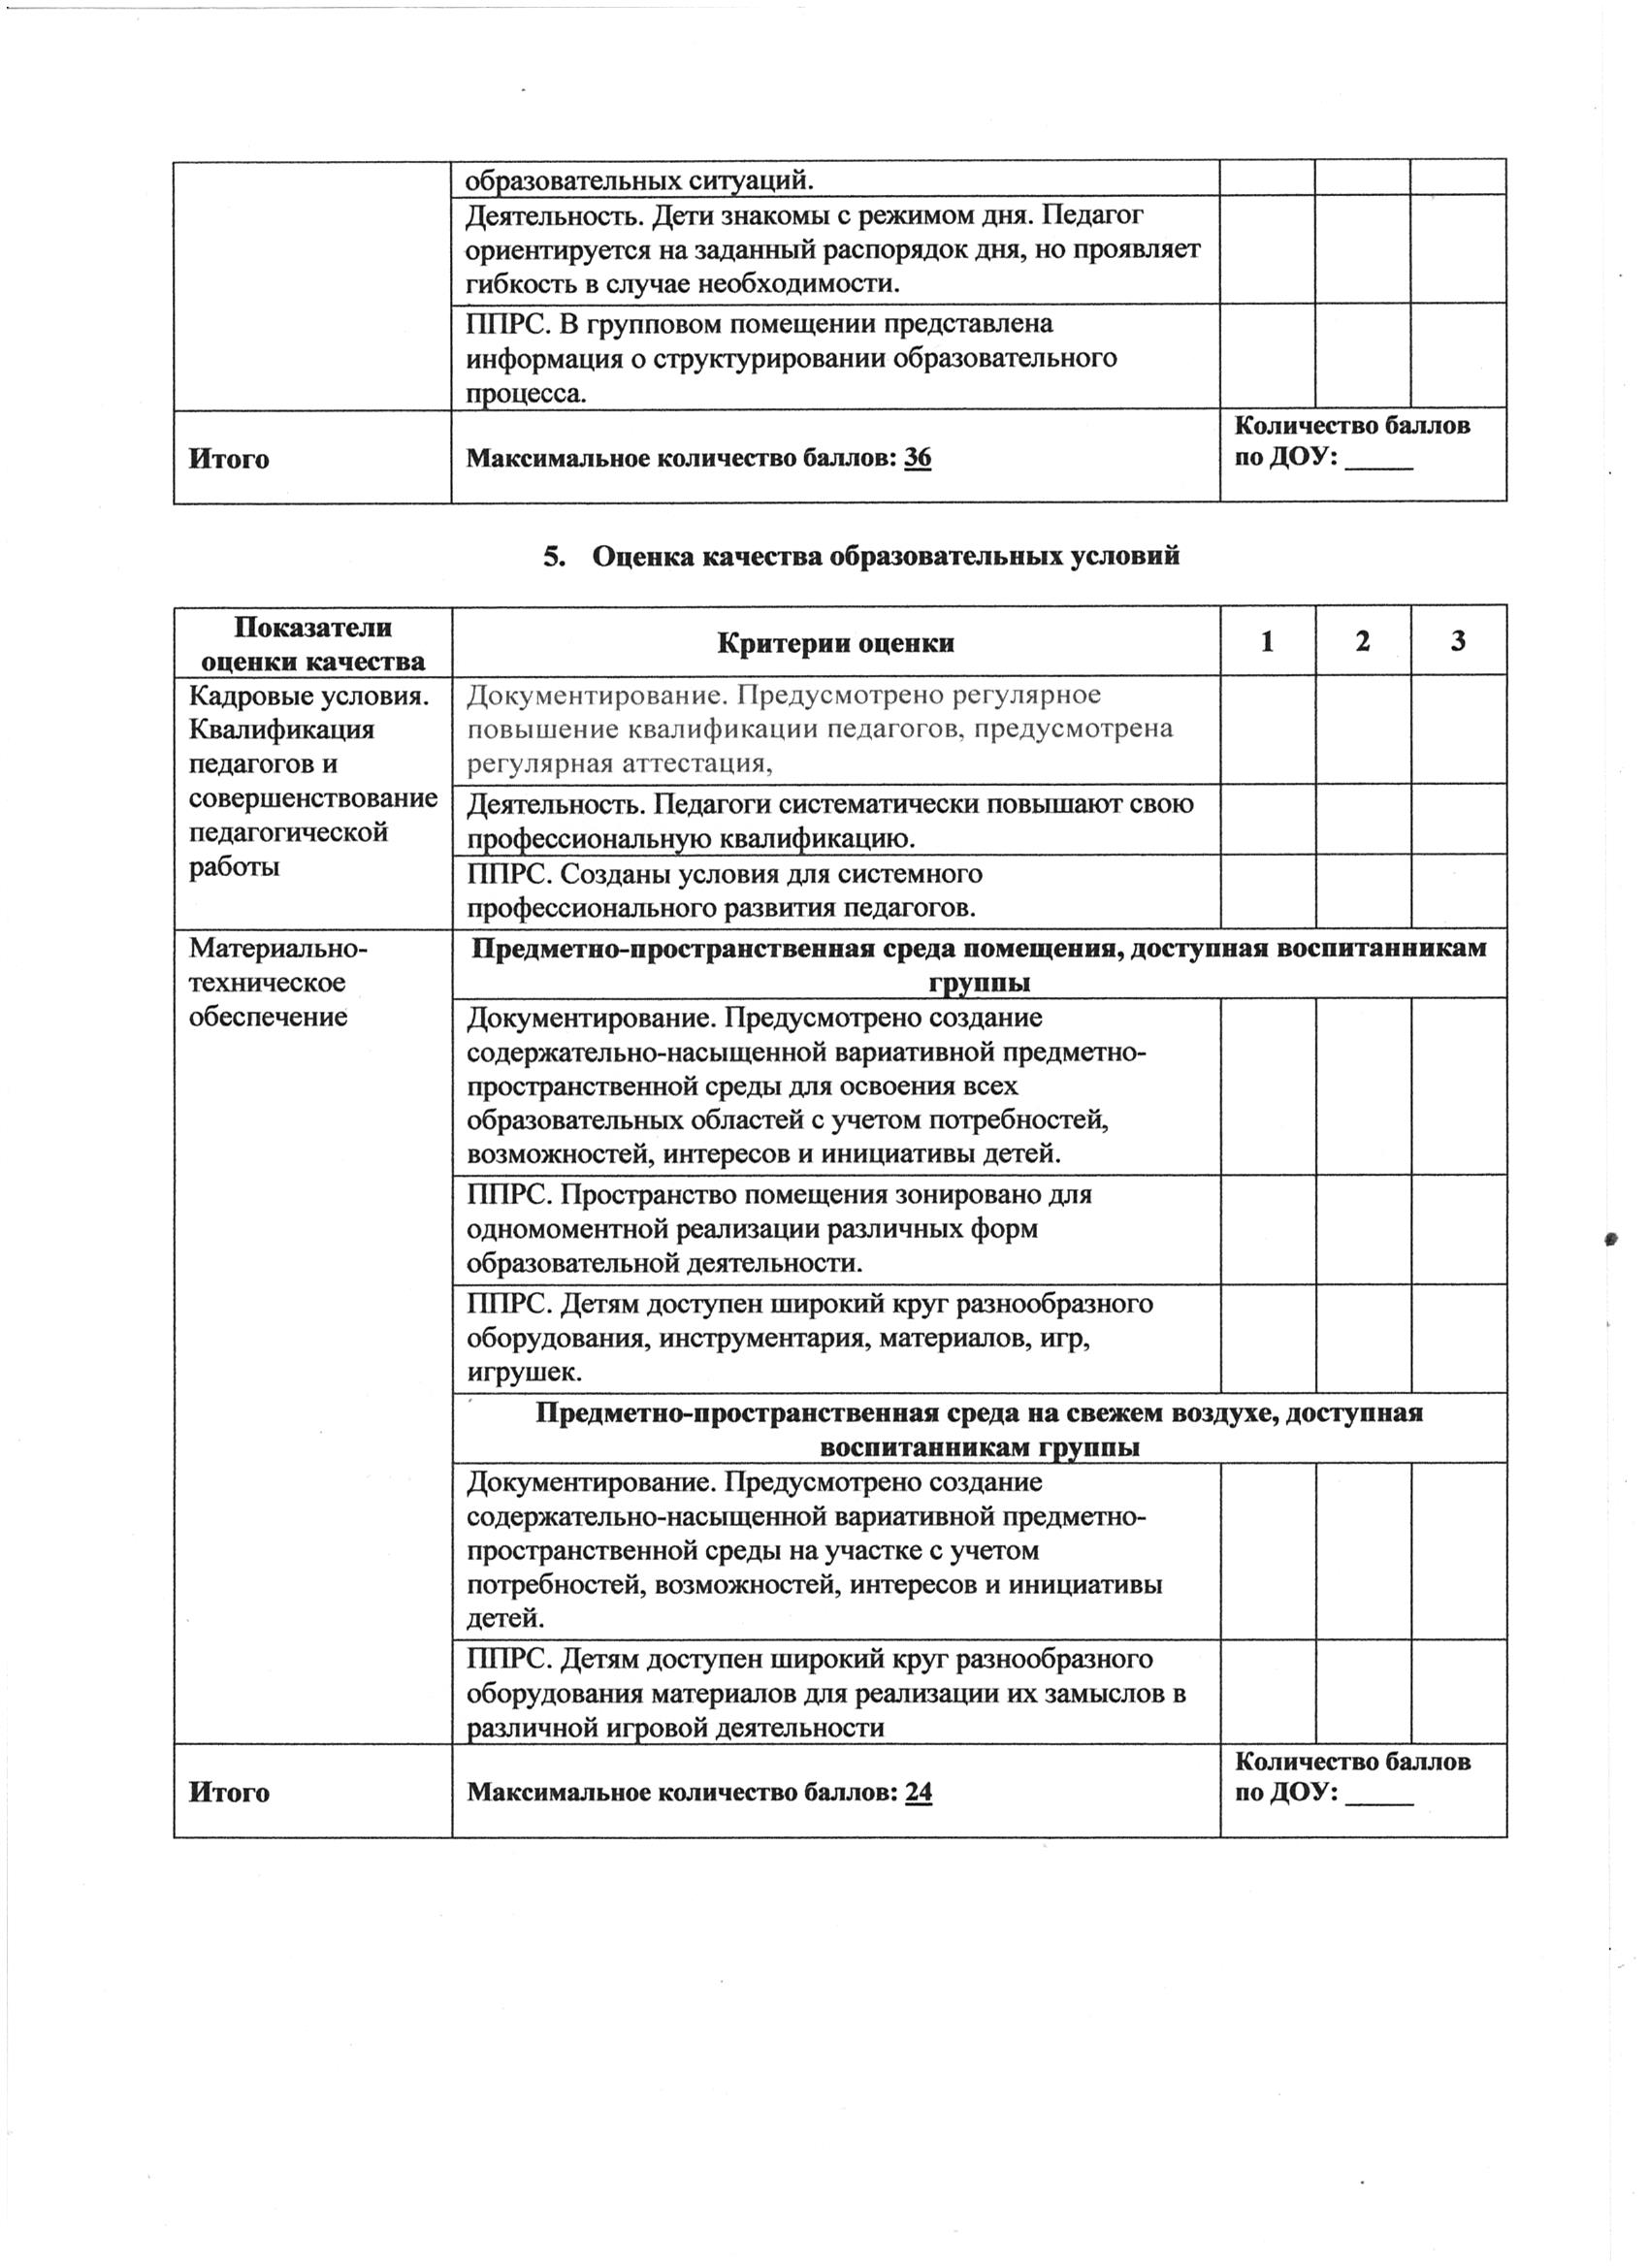 образовательных ситуаций.
Деятельность. Дети знакомы с режимом дня. Педагог
ориентируется на заданный распорядок дня, но проявляет
гибкость в случае необходимости.
ППРС. В групповом помещении представлена
информация о структурировании образовательного
процесса.
Итого
Максимальное количество баллов: 36
Количество баллов
по ДОУ: _____
5. Оценка качества образовательных условий
Показатели
оценки качества
Критерии оценки
1
2
3
Кадровые условия.
Квалификация
педагогов и
совершенствование
педагогической
работы
Документирование. Предусмотрено регулярное
повышение квалификации педагогов, предусмотрена
регулярная аттестация,
Деятельность. Педагоги систематически повышают свою
профессиональную квалификацию.
ППРС. Созданы условия для системного
профессионального развития педагогов.
Материально-
техническое
обеспечение
Предметно-пространственная среда помещения, доступная воспитанникам
группы
Документирование. Предусмотрено создание
содержательно-насыщенной вариативной предметно-
пространственной среды для освоения всех
образовательных областей с учетом потребностей,
возможностей, интересов и инициативы детей.
ППРС. Пространство помещения зонировано для
одномоментной реализации различных форм
образовательной деятельности.
ППРС. Детям доступен широкий круг разнообразного
оборудования, инструментария, материалов, игр,
игрушек.
Предметно-пространственная среда на свежем воздухе, доступная
воспитанникам группы
Документирование. Предусмотрено создание
содержательно-насыщенной вариативной предметно-
пространственной среды на участке с учетом
потребностей, возможностей, интересов и инициативы
детей.
ППРС. Детям доступен широкий круг разнообразного
оборудования материалов для реализации их замыслов в
различной игровой деятельности
Итого
Максимальное количество баллов: 24
Количество баллов
по ДОУ: _____